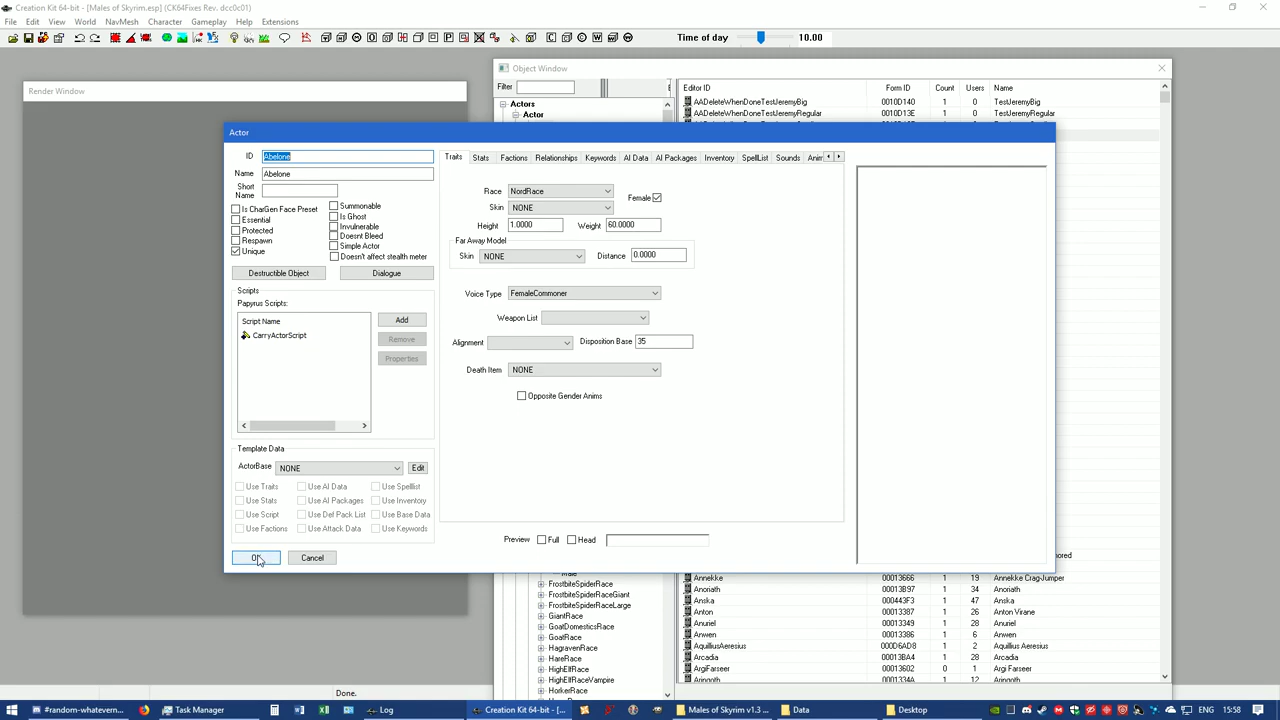 Creation Kit 64-bit - [Males of Skyrim.esp] (CK64Fixes Rev. dcc0c01)
File Edit View World NavMesh Character Gameplay Help Extensions
Time of day 10.00
Render Window
Object Window
Filter
Editor ID Form ID Count Users Name
Actors
Actor
AADeleteWhenDoneTestJeremyBig 0010D140 1 0 TestJeremyBig
AADeleteWhenDoneTestJeremyRegular 0010D13E 1 0 TestJeremyRegular
Actor
ID Abelone
Name Abelone
Short Name
Is CharGen Face Preset
Essential
Protected
Respawn
Unique
Summonable
Is Ghost
Invulnerable
Doesnt Bleed
Simple Actor
Doesn't affect stealth meter
Destructible Object Dialogue
Scripts
Papyrus Scripts:
Script Name
CarryActorScript
Add
Remove
Properties
Template Data
ActorBase NONE Edit
Use Traits Use AI Data Use Spelllist
Use Stats Use AI Packages Use Inventory
Use Script Use Def Pack List Use Base Data
Use Factions Use Attack Data Use Keywords
Cancel
Traits Stats Factions Relationships Keywords AI Data AI Packages Inventory SpellList Sounds
Race NordRace Female
Skin NONE
Height 1.0000 Weight 60.0000
Far Away Model
Skin NONE Distance 0.0000
Voice Type FemaleCommoner
Weapon List
Alignment Disposition Base 35
Death Item NONE
Opposite Gender Anims
Preview Full Head
FrostbiteSpiderRace
FrostbiteSpiderRaceGiant
FrostbiteSpiderRaceLarge
GiantRace
GoatDomesticsRace
GoatRace
HagravenRace
HareRace
HighElfRace
HighElfRaceVampire
HorkerRace
Annekke 00013666 1 19 Annekke Crag-Jumper
Anoriath 00013B97 1 34 Anoriath
Anska 000443F3 1 47 Anska
Anton 00013387 1 26 Anton Virane
Anuriel 00013349 1 28 Anuriel
Anwen 00013386 1 6 Anwen
AquilliusAeresius 000D6AD8 1 2 Aquillius Aeresius
Arcadia 00013BA4 1 28 Arcadia
ArgiFarseer 00013602 0 1 Argi Farseer
Aringoth 0001334A 1 12 Aringoth
Done.
#random-whatevern... Task Manager Log Creation Kit 64-bit - [... Males of Skyrim v1.3 ... Data Desktop ENG 15:58